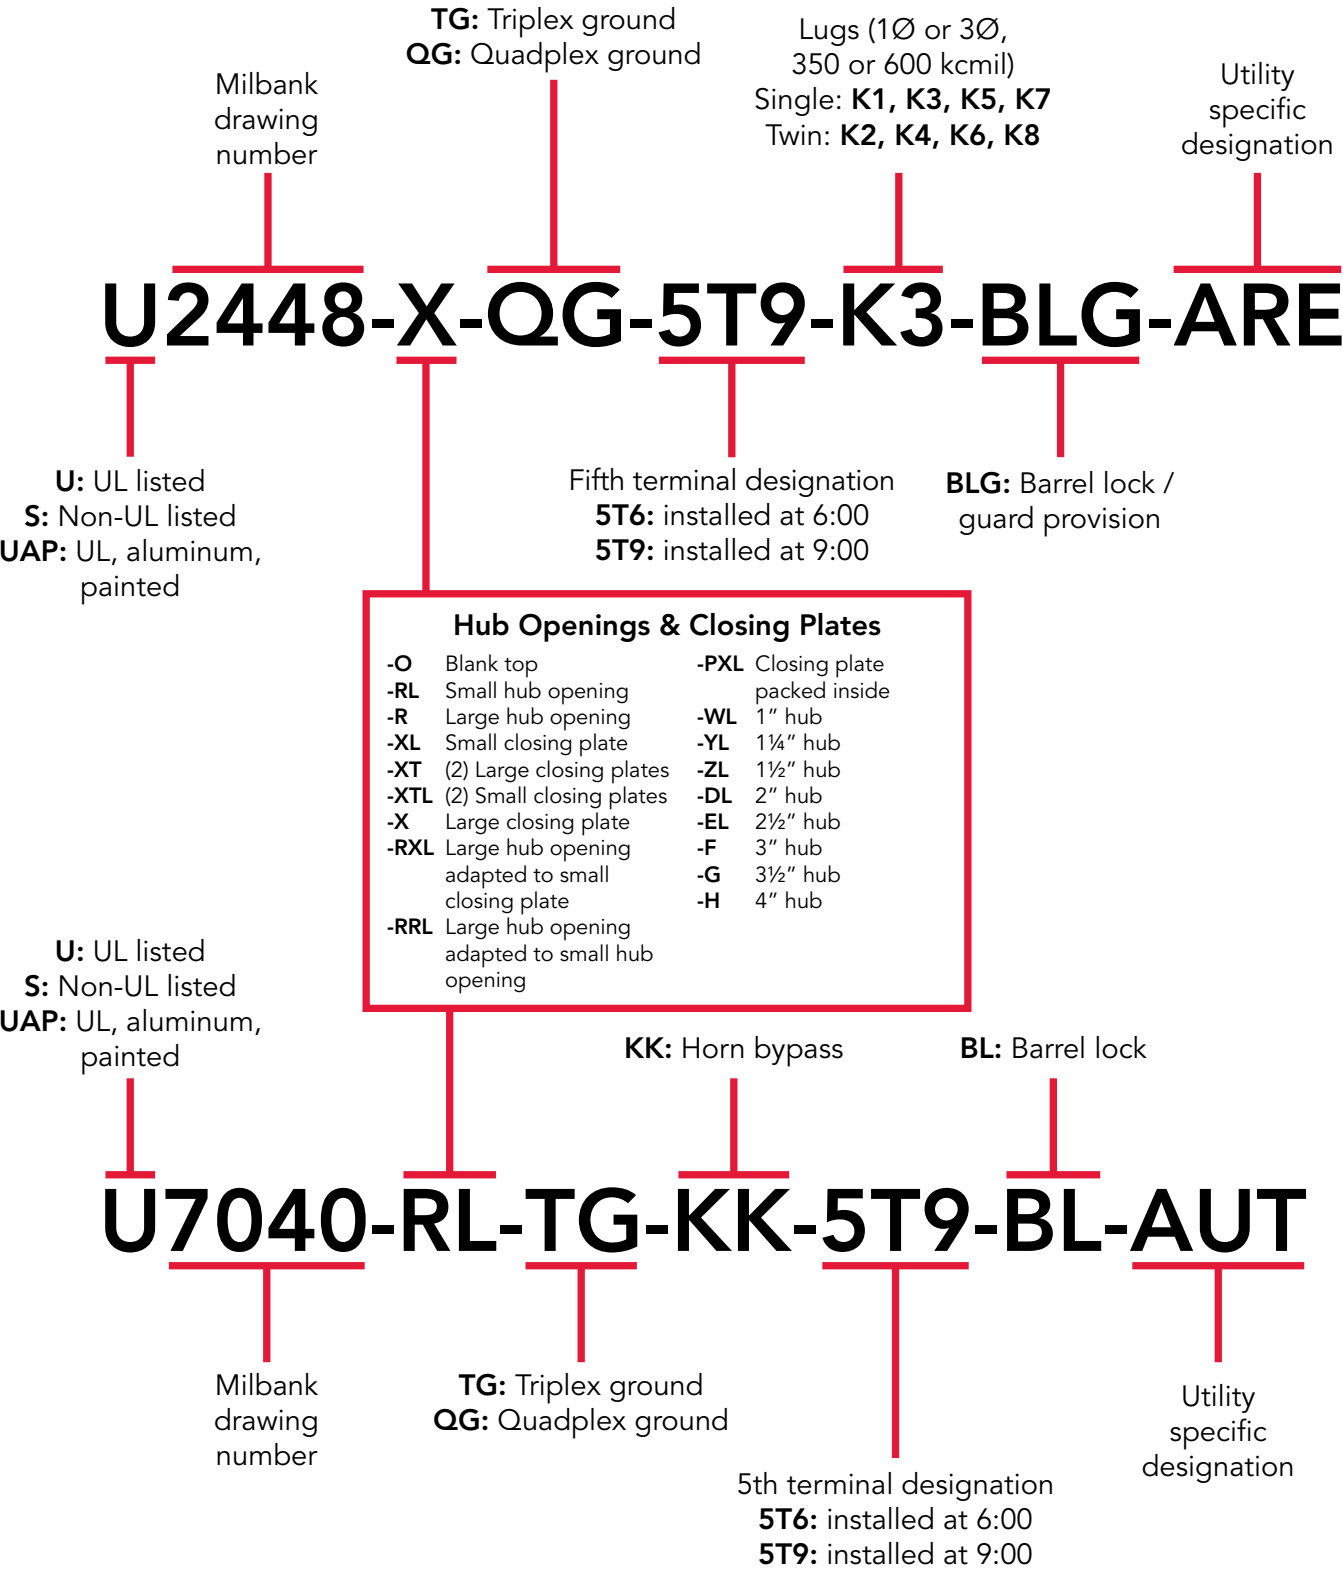 TG: Triplex ground
QG: Quadplex ground
Lugs (1Ø or 3Ø,
350 or 600 kcmil)
Single: K1, K3, K5, K7
Twin: K2, K4, K6, K8
Milbank
drawing
number
Utility
specific
designation
U2448-X-QG-5T9-K3-BLG-ARE
U: UL listed
S: Non-UL listed
UAP: UL, aluminum,
painted
Fifth terminal designation
5T6: installed at 6:00
5T9: installed at 9:00
BLG: Barrel lock /
guard provision
Hub Openings & Closing Plates
-O Blank top
-RL Small hub opening
-R Large hub opening
-XL Small closing plate
-XT (2) Large closing plates
-XTL (2) Small closing plates
-X Large closing plate
-RXL Large hub opening
adapted to small
closing plate
-RRL Large hub opening
adapted to small hub
opening
-PXL Closing plate
packed inside
-WL 1” hub
-YL 1¼” hub
-ZL 1½” hub
-DL 2” hub
-EL 2½” hub
-F 3” hub
-G 3½” hub
-H 4” hub
U: UL listed
S: Non-UL listed
UAP: UL, aluminum,
painted
KK: Horn bypass
BL: Barrel lock
U7040-RL-TG-KK-5T9-BL-AUT
Milbank
drawing
number
TG: Triplex ground
QG: Quadplex ground
5th terminal designation
5T6: installed at 6:00
5T9: installed at 9:00
Utility
specific
designation